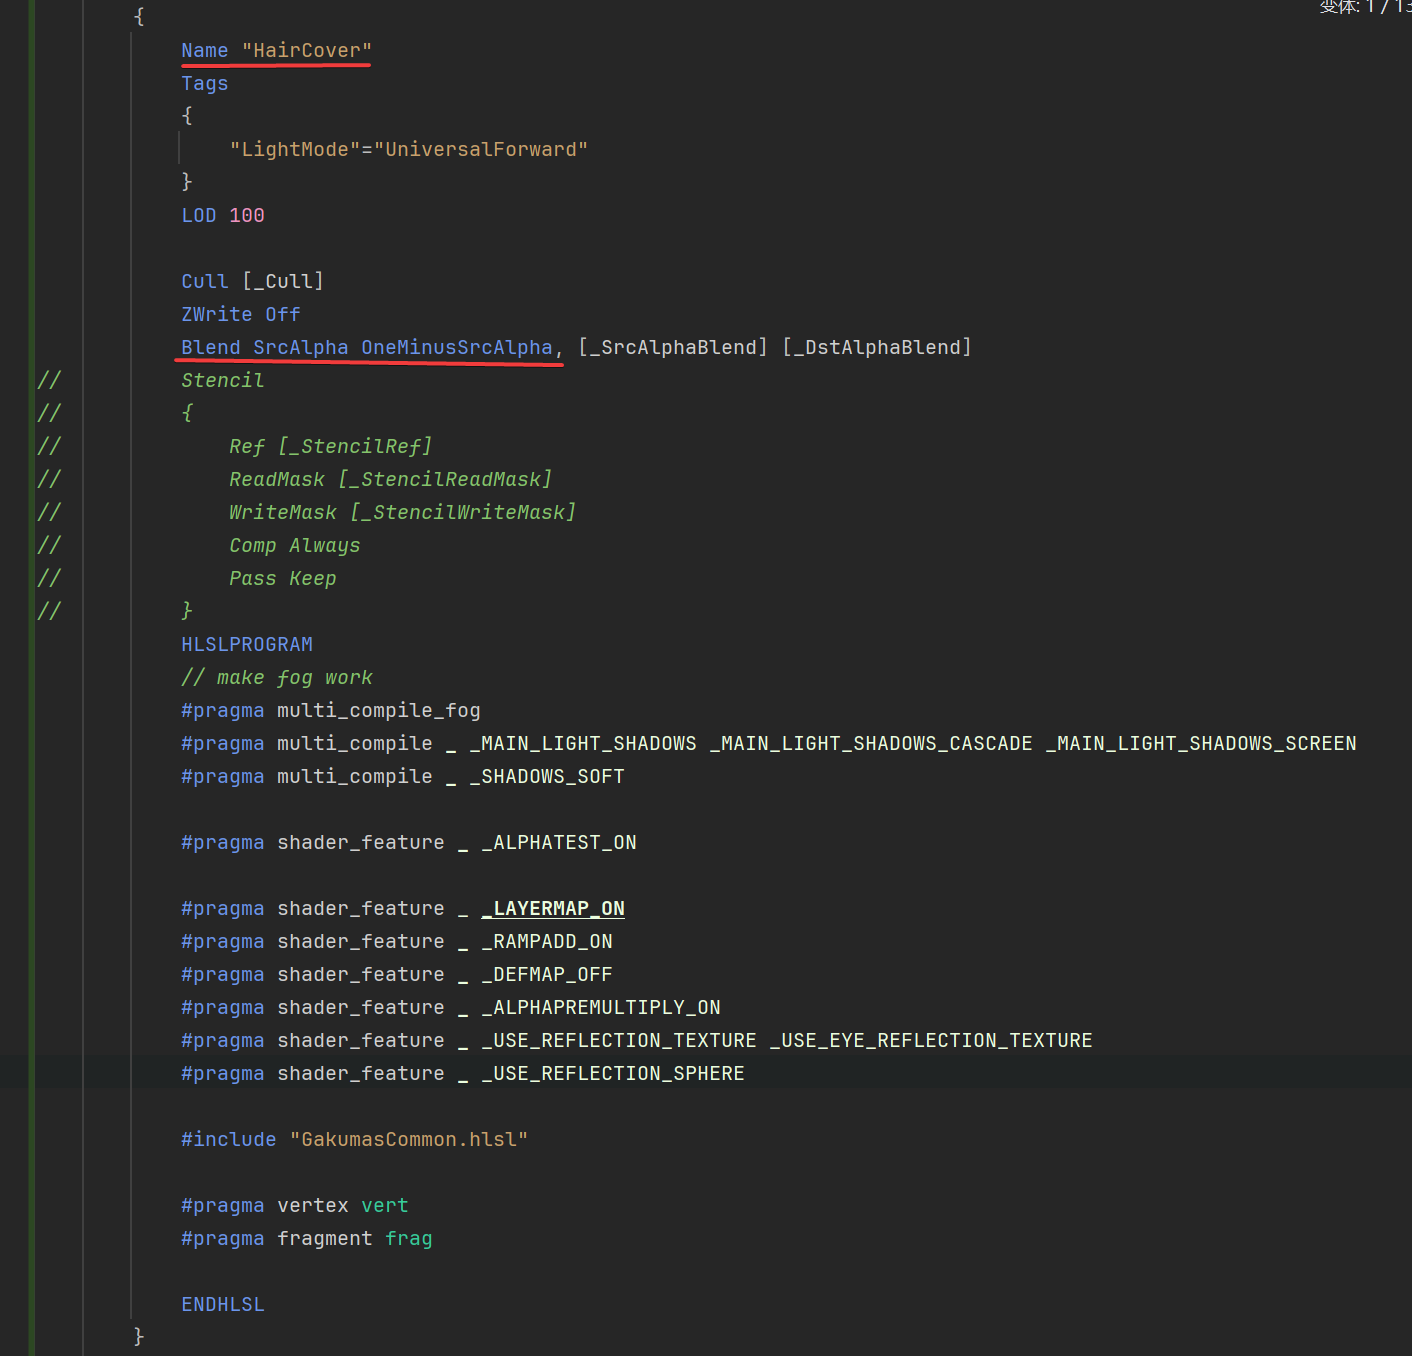 变体: 1 / 13
{
Name "HairCover"
Tags
{
"LightMode"="UniversalForward"
}
LOD 100
Cull [_Cull]
ZWrite Off
Blend SrcAlpha OneMinusSrcAlpha, [_SrcAlphaBlend] [_DstAlphaBlend]
// Stencil
// {
// Ref [_StencilRef]
// ReadMask [_StencilReadMask]
// WriteMask [_StencilWriteMask]
// Comp Always
// Pass Keep
// }
HLSLPROGRAM
// make fog work
#pragma multi_compile_fog
#pragma multi_compile _ _MAIN_LIGHT_SHADOWS _MAIN_LIGHT_SHADOWS_CASCADE _MAIN_LIGHT_SHADOWS_SCREEN
#pragma multi_compile _ _SHADOWS_SOFT
#pragma shader_feature _ _ALPHATEST_ON
#pragma shader_feature _ _LAYERMAP_ON
#pragma shader_feature _ _RAMPADD_ON
#pragma shader_feature _ _DEFMAP_OFF
#pragma shader_feature _ _ALPHAPREMULTIPLY_ON
#pragma shader_feature _ _USE_REFLECTION_TEXTURE _USE_EYE_REFLECTION_TEXTURE
#pragma shader_feature _ _USE_REFLECTION_SPHERE
#include "GakumasCommon.hlsl"
#pragma vertex vert
#pragma fragment frag
ENDHLSL
}